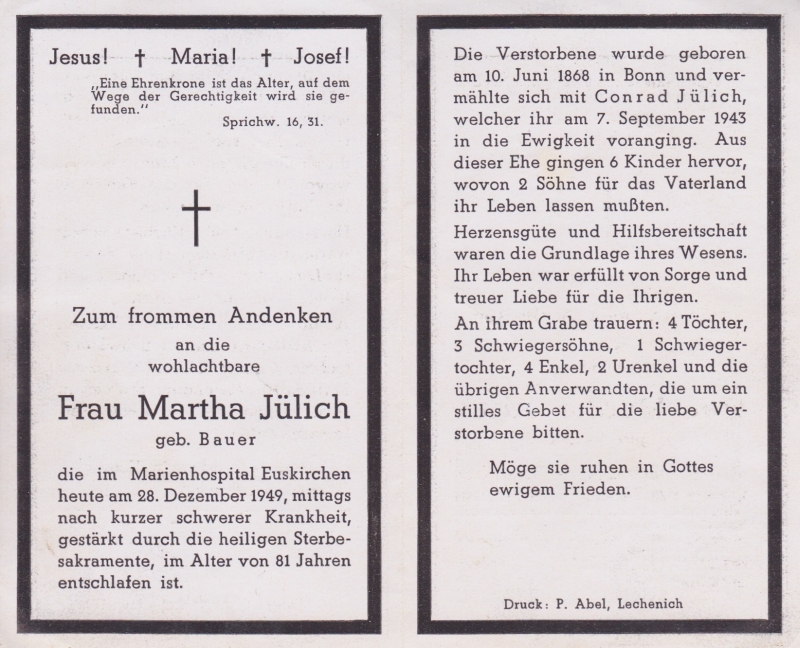 Jesus! † Maria! † Josef!
„Eine Ehrenkrone ist das Alter, auf dem
Wege der Gerechtigkeit wird sie ge-
funden."
Sprichw. 16, 31.
Zum frommen Andenken
an die
wohlachtbare
Frau Martha Jülich
geb. Bauer
die im Marienhospital Euskirchen
heute am 28. Dezember 1949, mittags
nach kurzer schwerer Krankheit,
gestärkt durch die heiligen Sterbe-
sakramente, im Alter von 81 Jahren
entschlafen ist.
Die Verstorbene wurde geboren
am 10. Juni 1868 in Bonn und ver-
mählte sich mit Conrad Jülich,
welcher ihr am 7. September 1943
in die Ewigkeit voranging. Aus
dieser Ehe gingen 6 Kinder hervor,
wovon 2 Söhne für das Vaterland
ihr Leben lassen mußten.
Herzensgüte und Hilfsbereitschaft
waren die Grundlage ihres Wesens.
Ihr Leben war erfüllt von Sorge und
treuer Liebe für die Ihrigen.
An ihrem Grabe trauern: 4 Töchter,
3 Schwiegersöhne, 1 Schwieger-
tochter, 4 Enkel, 2 Urenkel und die
übrigen Anverwandten, die um ein
stilles Gebet für die liebe Ver-
storbene bitten.
Möge sie ruhen in Gottes
ewigem Frieden.
Druck: P. Abel, Lechenich